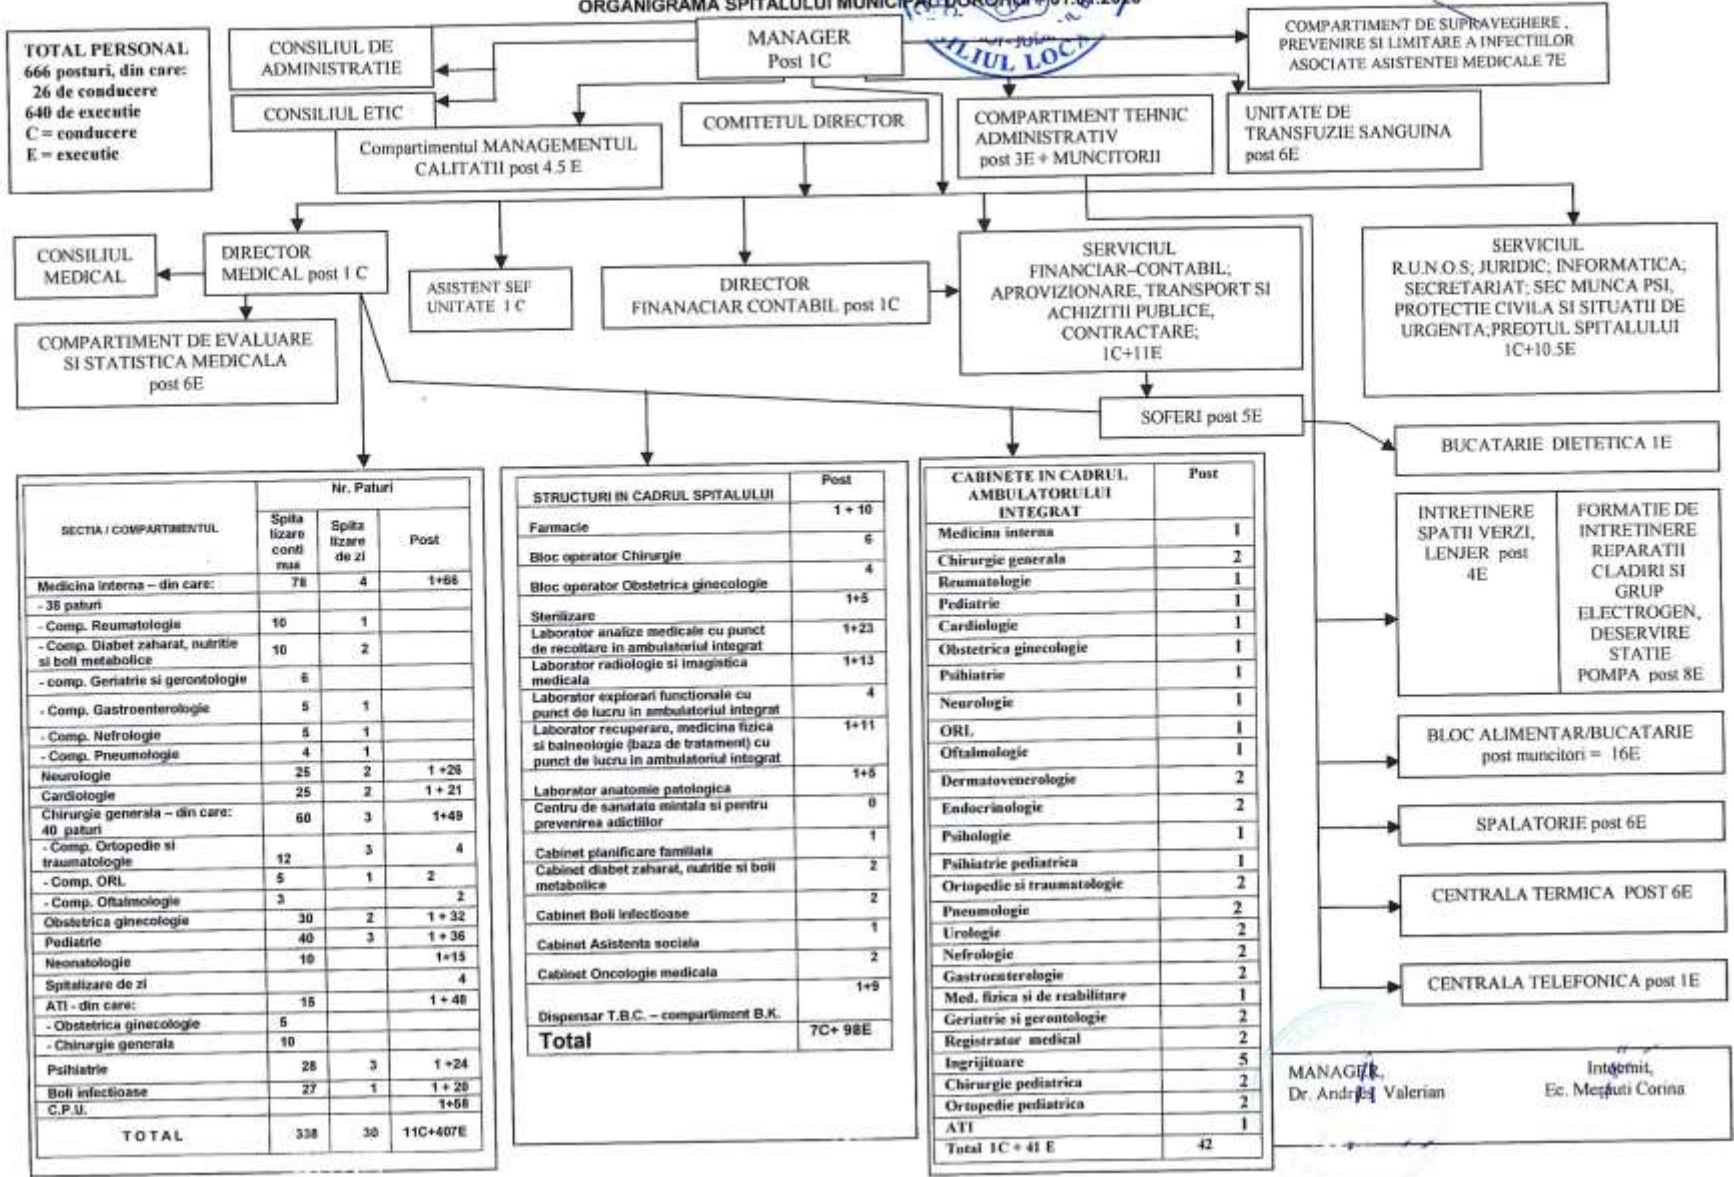 ORGANIGRAMA SPITALULUI MUNICIPAL DOROHOI
TOTAL PERSONAL
666 posturi, din care:
26 de conducere
640 de executie
C = conducere
E = executie
CONSILIUL DE
ADMINISTRATIE
CONSILIUL ETIC
Compartimentul MANAGEMENTUL
CALITATII post 4.5 E
MANAGER
Post 1C
ILIUL LOCA
COMITETUL DIRECTOR
COMPARTIMENT TEHNIC
ADMINISTRATIV
post 3E + MUNCITORII
COMPARTIMENT DE SUPRAVEGHERE ,
PREVENIRE SI LIMITARE A INFECTIILOR
ASOCIATE ASISTENTEI MEDICALE 7E
UNITATE DE
TRANSFUZIE SANGUINA
post 6E
CONSILIUL
MEDICAL
DIRECTOR
MEDICAL post 1 C
ASISTENT SEF
UNITATE 1 C
DIRECTOR
FINANACIAR CONTABIL post 1C
SERVICIUL
FINANCIAR–CONTABIL;
APROVIZIONARE, TRANSPORT SI
ACHIZITII PUBLICE,
CONTRACTARE;
1C+11E
SERVICIUL
R.U.N.O.S; JURIDIC; INFORMATICA;
SECRETARIAT; SEC MUNCA PSI,
PROTECTIE CIVILA SI SITUATII DE
URGENTA;PREOTUL SPITALULUI
1C+10.5E
COMPARTIMENT DE EVALUARE
SI STATISTICA MEDICALA
post 6E
SOFERI post 5E
BUCATARIE DIETETICA 1E
INTRETINERE
SPATII VERZI,
LENJER post
4E
FORMATIE DE
INTRETINERE
REPARATII
CLADIRI SI
GRUP
ELECTROGEN,
DESERVIRE
STATIE
POMPA post 8E
BLOC ALIMENTAR/BUCATARIE
post muncitori = 16E
SPALATORIE post 6E
CENTRALA TERMICA POST 6E
CENTRALA TELEFONICA post 1E
SECTIA / COMPARTIMENTUL
Nr. Paturi
Spita
lizare
conti
nua
Spita
lizare
de zi
Post
Medicina Interna – din care: 78 4 1+66
- 38 paturi
- Comp. Reumatologie 10 1
- Comp. Diabet zaharat, nutritie
si boli metabolice 10 2
- comp. Geriatrie si gerontologie 6
- Comp. Gastroenterologie 5 1
- Comp. Nefrologie 5 1
- Comp. Pneumologie 4 1
Neurologie 25 2 1 +26
Cardiologie 25 2 1 + 21
Chirurgie generala – din care:
40 paturi 60 3 1+49
- Comp. Ortopedie si
traumatologie 12 3 4
- Comp. ORL 5 1 2
- Comp. Oftalmologie 3 2
Obstetrica ginecologie 30 2 1 + 32
Pediatrie 40 3 1 + 36
Neonatologie 10 1+15
Spitalizare de zi 4
ATI - din care: 15 1 + 48
- Obstetrica ginecologie 5
- Chirurgie generala 10
Psihiatrie 28 3 1 +24
Boli infectioase 27 1 1 + 20
C.P.U. 1+58
TOTAL 338 30 11C+407E
STRUCTURI IN CADRUL SPITALULUI Post
Farmacie 1 + 10
Bloc operator Chirurgie 6
Bloc operator Obstetrica ginecologie 4
Sterilizare 1+5
Laborator analize medicale cu punct
de recoltare in ambulatoriul integrat 1+23
Laborator radiologie si imagistica
medicala 1+13
Laborator explorari functionale cu
punct de lucru in ambulatoriul integrat 4
Laborator recuperare, medicina fizica
si balneologie (baza de tratament) cu
punct de lucru in ambulatoriul integrat 1+11
Laborator anatomie patologica 1+5
Centru de sanatate mintala si pentru
prevenirea adictiilor 0
Cabinet planificare familiala 1
Cabinet diabet zaharat, nutritie si boli
metabolice 2
Cabinet Boli infectioase 2
Cabinet Asistenta sociala 1
Cabinet Oncologie medicala 2
Dispensar T.B.C. – compartiment B.K. 1+9
Total 7C+ 98E
CABINETE IN CADRUL
AMBULATORULUI
INTEGRAT
Post
Medicina interna 1
Chirurgie generala 2
Reumatologie 1
Pediatrie 1
Cardiologie 1
Obstetrica ginecologie 1
Psihiatrie 1
Neurologie 1
ORL 1
Oftalmologie 1
Dermatovenerologie 2
Endocrinologie 2
Psihologie 1
Psihiatrie pediatrica 1
Ortopedie si traumatologie 2
Pneumologie 2
Urologie 2
Nefrologie 2
Gastroenterologie 2
Med. fizica si de reabilitare 1
Geriatrie si gerontologie 2
Registrator medical 2
Ingrijitoare 5
Chirurgie pediatrica 2
Ortopedie pediatrica 2
ATI 1
Total 1C + 41 E 42
MANAGER,
Dr. Valerian
Intocmit,
Ec. Corina